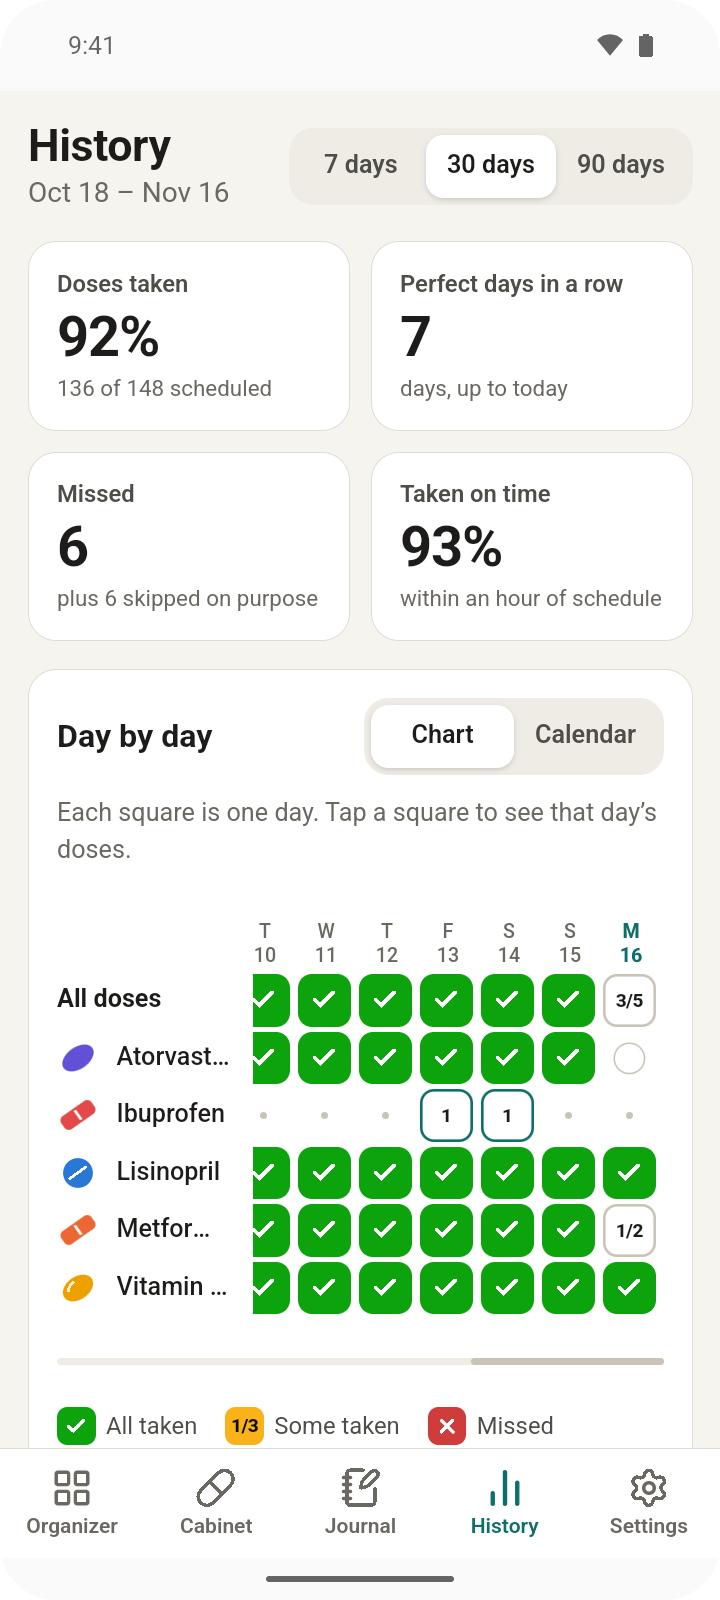 9:41
History
Oct 18 – Nov 16
7 days 30 days 90 days
Doses taken
92%
136 of 148 scheduled
Perfect days in a row
7
days, up to today
Missed
6
plus 6 skipped on purpose
Taken on time
93%
within an hour of schedule
Day by day
Chart Calendar
Each square is one day. Tap a square to see that day’s
doses.
T W T F S S M
10 11 12 13 14 15 16
All doses 3/5
Atorvast...
Ibuprofen 1 1
Lisinopril
Metfor... 1/2
Vitamin ...
All taken 1/3 Some taken Missed
Organizer Cabinet Journal History Settings